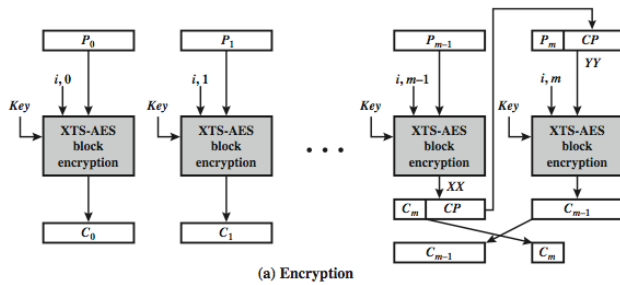 P0
P1
Pm−1
Pm CP
YY
i, 0
i, 1
i, m−1
i, m
Key
Key
Key
Key
XTS-AES
block
encryption
XTS-AES
block
encryption
XTS-AES
block
encryption
XTS-AES
block
encryption
• • •
XX
C0
C1
Cm CP
Cm−1
Cm−1
Cm
(a) Encryption